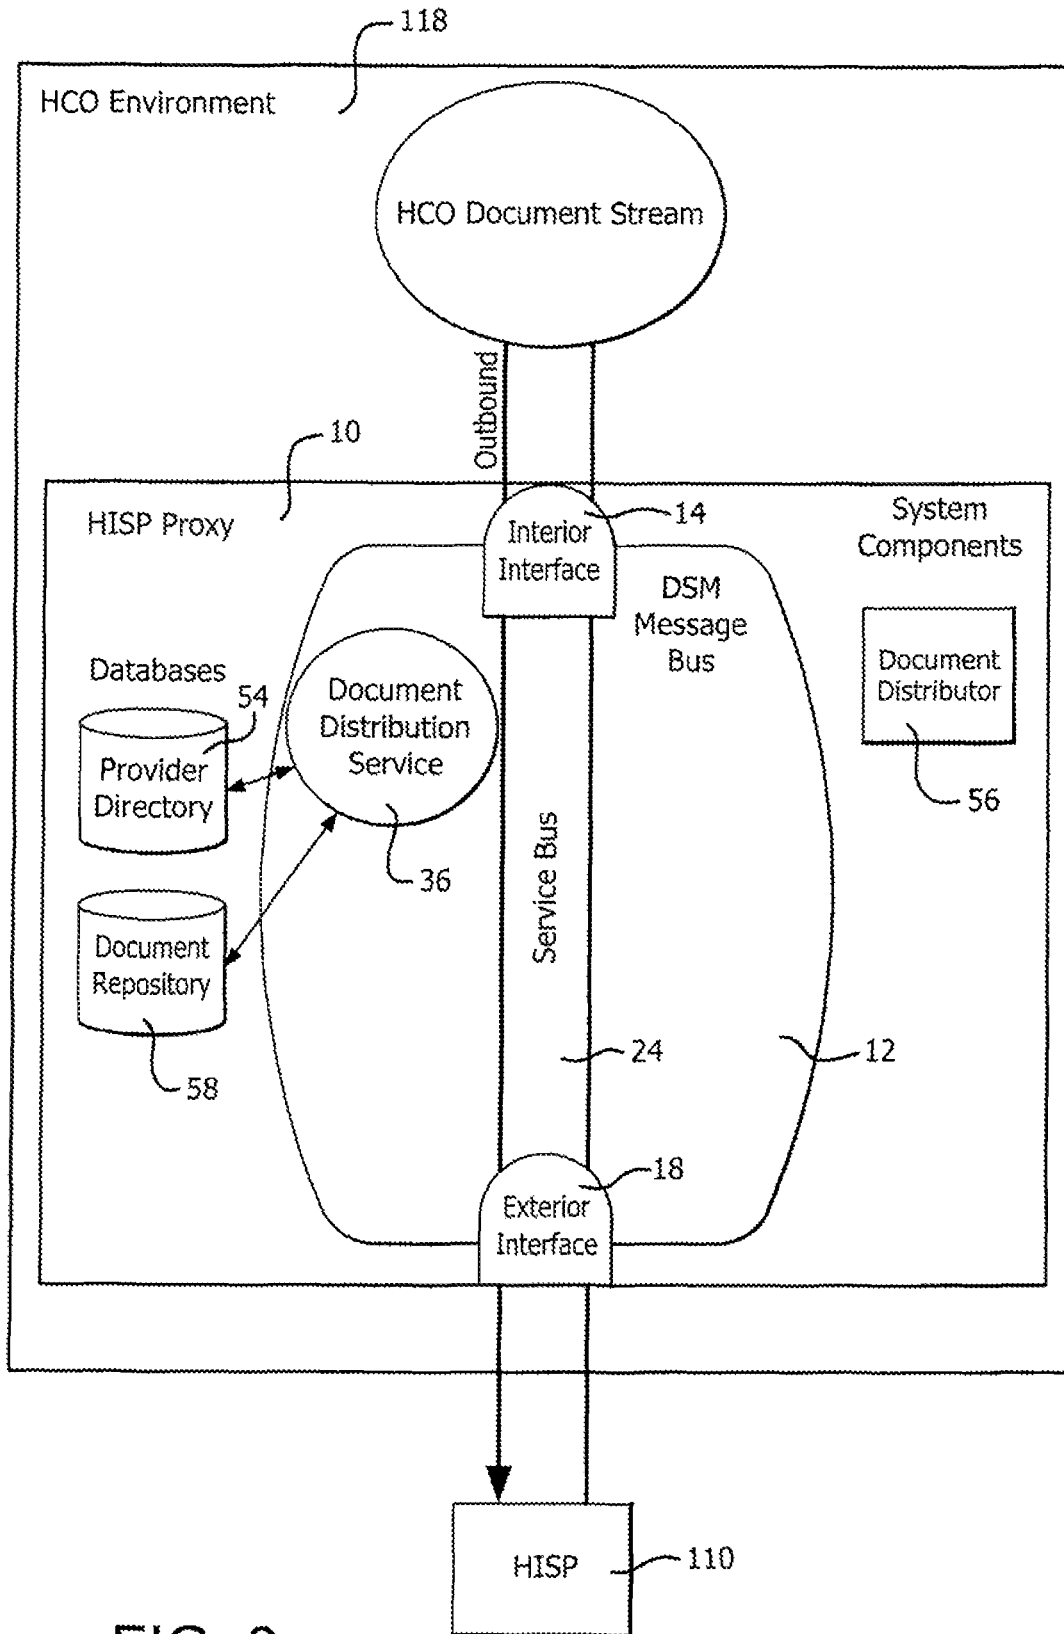 118
HCO Environment
HCO Document Stream
Outbound
10
HISP Proxy
14
Interior
Interface
System
Components
DSM
Message
Bus
Databases
54
Provider
Directory
Document
Distribution
Service
Document
Distributor
56
36
Service Bus
Document
Repository
58
24
12
18
Exterior
Interface
HISP
110